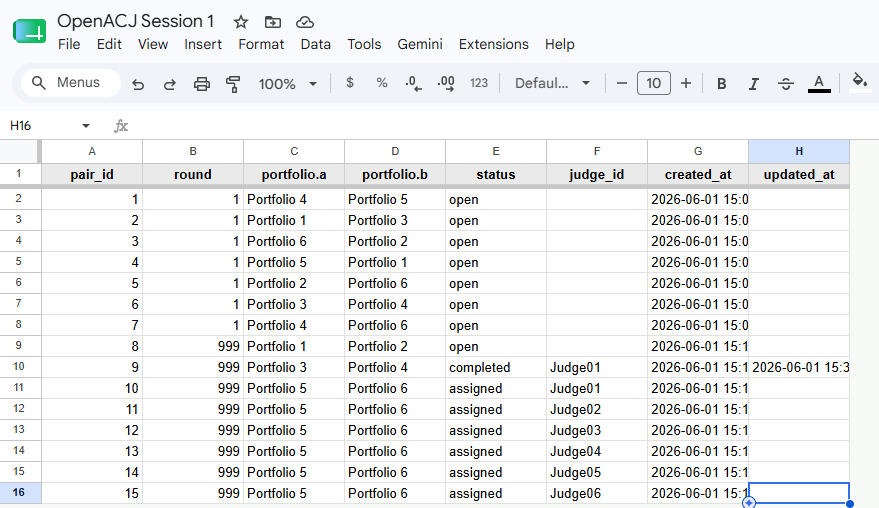 OpenACJ Session 1
File Edit View Insert Format Data Tools Gemini Extensions Help
Menus 100% $ % .0 .00 123 Defaul... − 10 + B I S A
H16 fx
A B C D E F G H
1 pair_id round portfolio.a portfolio.b status judge_id created_at updated_at
2 1 1 Portfolio 4 Portfolio 5 open 2026-06-01 15:0
3 2 1 Portfolio 1 Portfolio 3 open 2026-06-01 15:0
4 3 1 Portfolio 6 Portfolio 2 open 2026-06-01 15:0
5 4 1 Portfolio 5 Portfolio 1 open 2026-06-01 15:0
6 5 1 Portfolio 2 Portfolio 6 open 2026-06-01 15:0
7 6 1 Portfolio 3 Portfolio 4 open 2026-06-01 15:0
8 7 1 Portfolio 4 Portfolio 6 open 2026-06-01 15:0
9 8 999 Portfolio 1 Portfolio 2 open 2026-06-01 15:1
10 9 999 Portfolio 3 Portfolio 4 completed Judge01 2026-06-01 15:1 2026-06-01 15:3
11 10 999 Portfolio 5 Portfolio 6 assigned Judge01 2026-06-01 15:1
12 11 999 Portfolio 5 Portfolio 6 assigned Judge02 2026-06-01 15:1
13 12 999 Portfolio 5 Portfolio 6 assigned Judge03 2026-06-01 15:1
14 13 999 Portfolio 5 Portfolio 6 assigned Judge04 2026-06-01 15:1
15 14 999 Portfolio 5 Portfolio 6 assigned Judge05 2026-06-01 15:1
16 15 999 Portfolio 5 Portfolio 6 assigned Judge06 2026-06-01 15:1